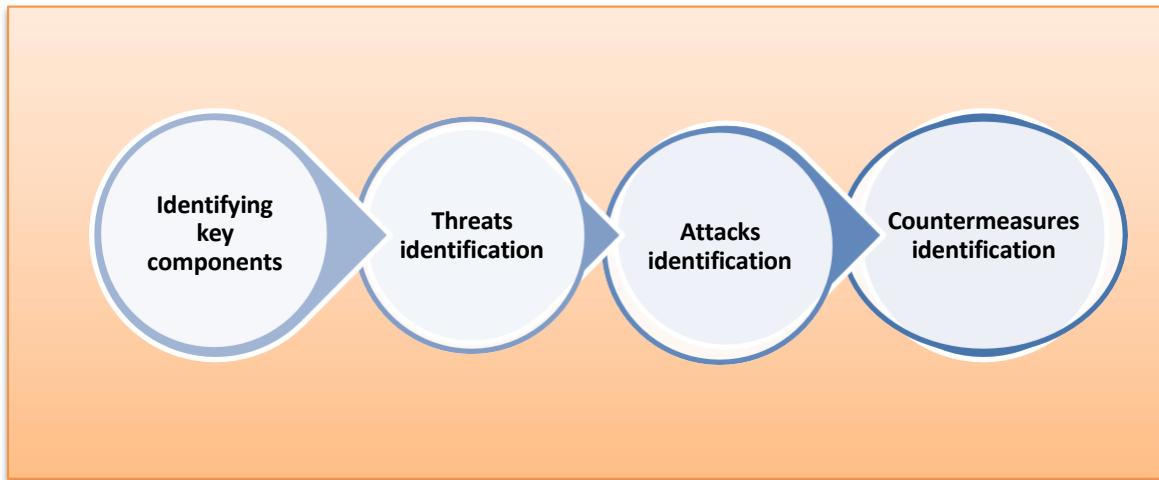 Identifying
key
components
Threats
identification
Attacks
identification
Countermeasures
identification